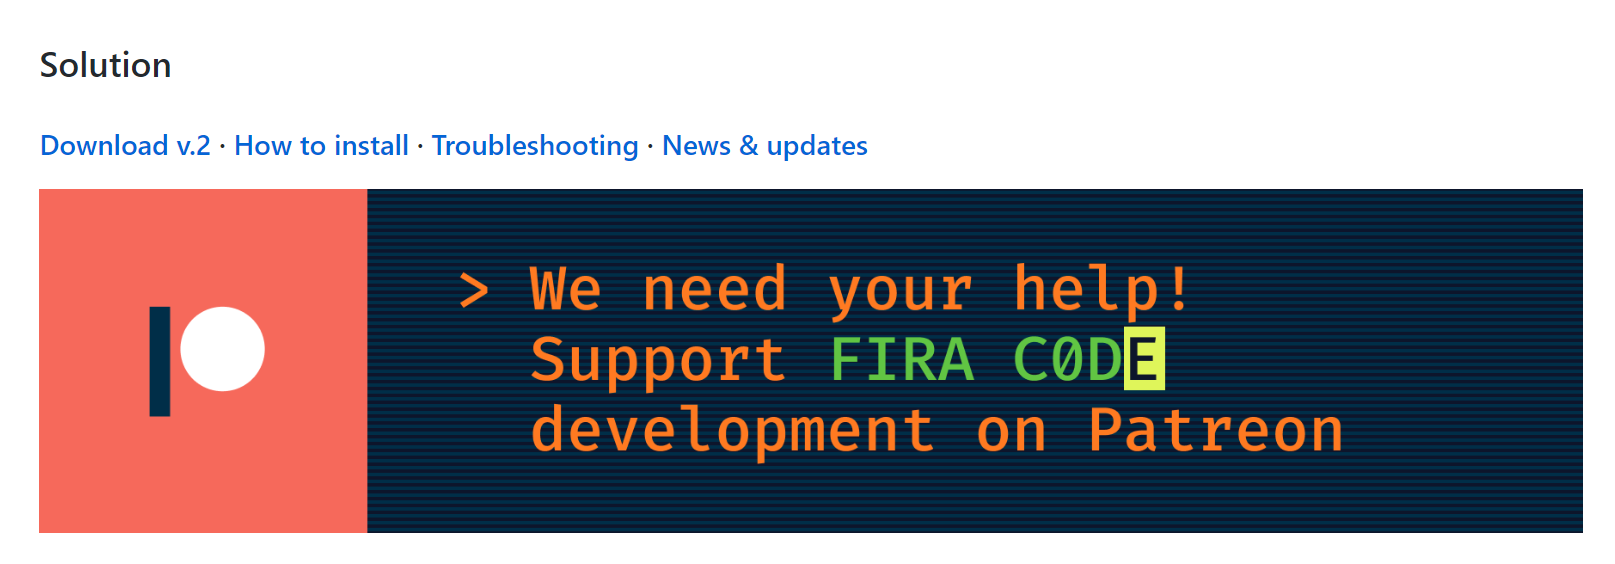 Solution
Download v.2 · How to install · Troubleshooting · News & updates
> We need your help!
Support FIRA C0DE
development on Patreon